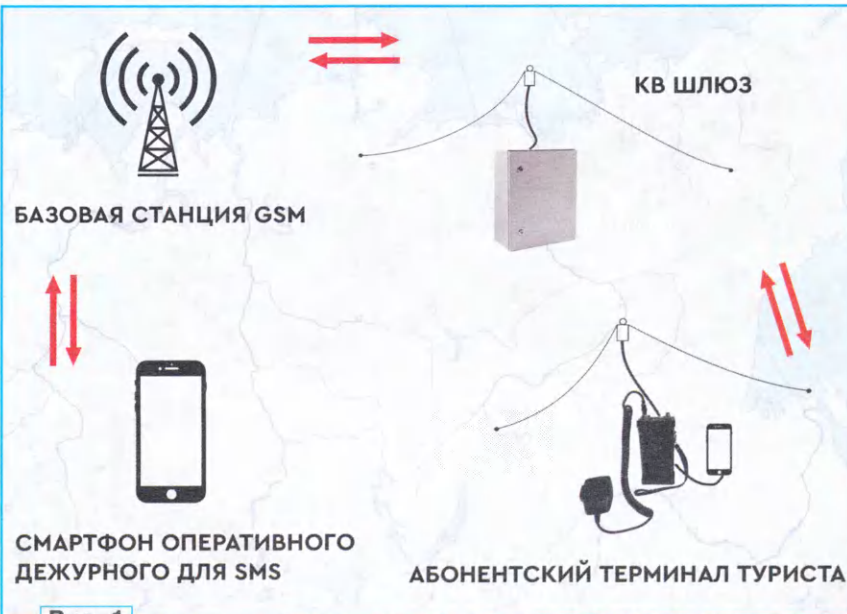 КВ ШЛЮЗ
БАЗОВАЯ СТАНЦИЯ GSM
СМАРТФОН ОПЕРАТИВНОГО
ДЕЖУРНОГО ДЛЯ SMS
АБОНЕНТСКИЙ ТЕРМИНАЛ ТУРИСТА